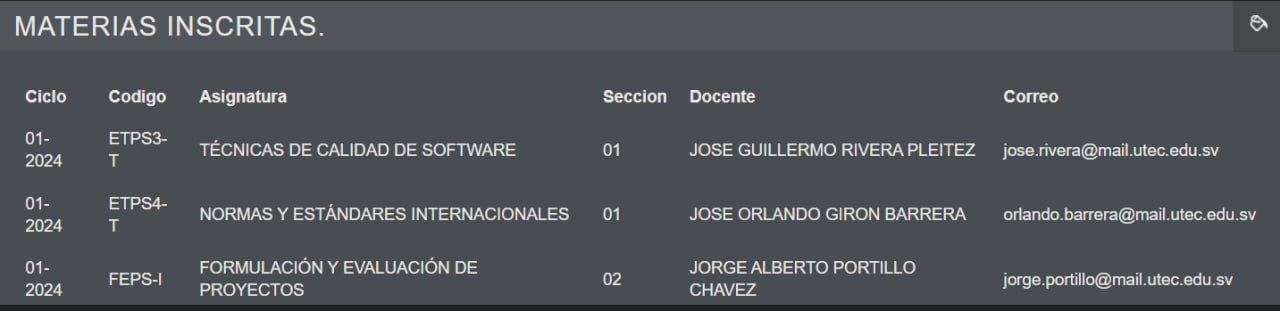 MATERIAS INSCRITAS.
Ciclo Codigo Asignatura Seccion Docente Correo
01-2024 ETPS3-T TÉCNICAS DE CALIDAD DE SOFTWARE 01 JOSE GUILLERMO RIVERA PLEITEZ jose.rivera@mail.utec.edu.sv
01-2024 ETPS4-T NORMAS Y ESTÁNDARES INTERNACIONALES 01 JOSE ORLANDO GIRON BARRERA orlando.barrera@mail.utec.edu.sv
01-2024 FEPS-I FORMULACIÓN Y EVALUACIÓN DE PROYECTOS 02 JORGE ALBERTO PORTILLO CHAVEZ jorge.portillo@mail.utec.edu.sv